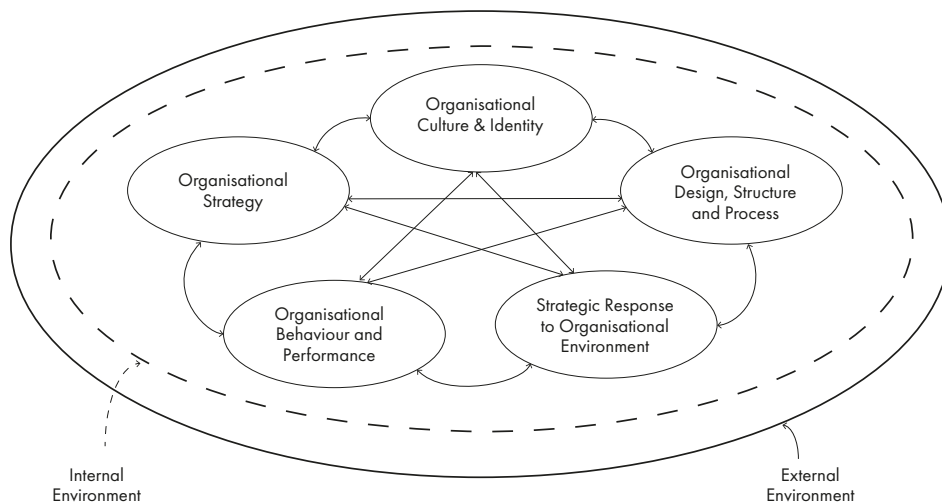 Organisational
Culture & Identity
Organisational
Strategy
Organisational
Design, Structure
and Process
Organisational
Behaviour and
Performance
Strategic Response
to Organisational
Environment
Internal
Environment
External
Environment